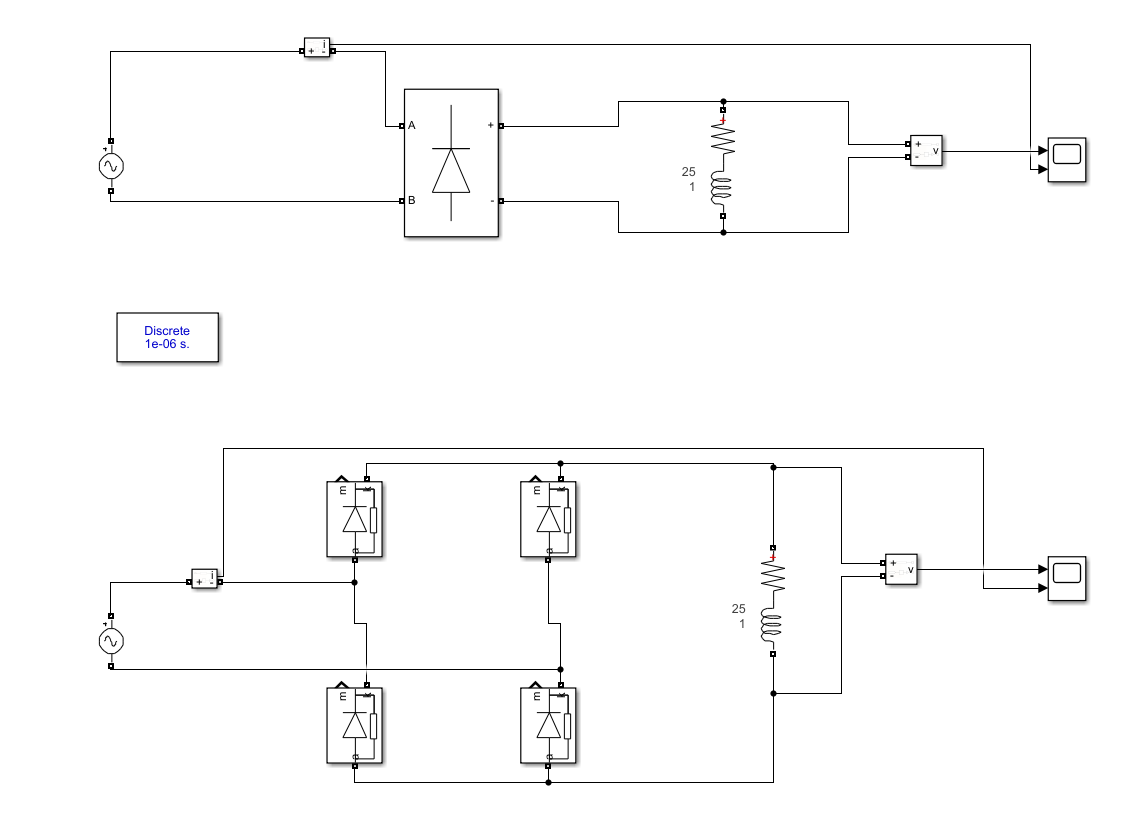 + i -
A +
B -
+
25
1
+ v
-
Discrete
1e-06 s.
m k
a
m k
a
+ i -
+
25
1
+ v
-
m k
a
m k
a